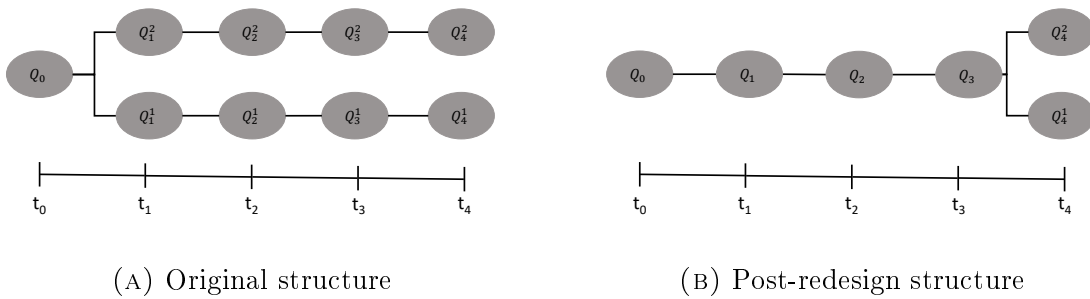 Q_1^2 Q_2^2 Q_3^2 Q_4^2
Q_0
Q_1^1 Q_2^1 Q_3^1 Q_4^1
t_0 t_1 t_2 t_3 t_4
(A) Original structure
Q_4^2
Q_0 Q_1 Q_2 Q_3
Q_4^1
t_0 t_1 t_2 t_3 t_4
(B) Post-redesign structure